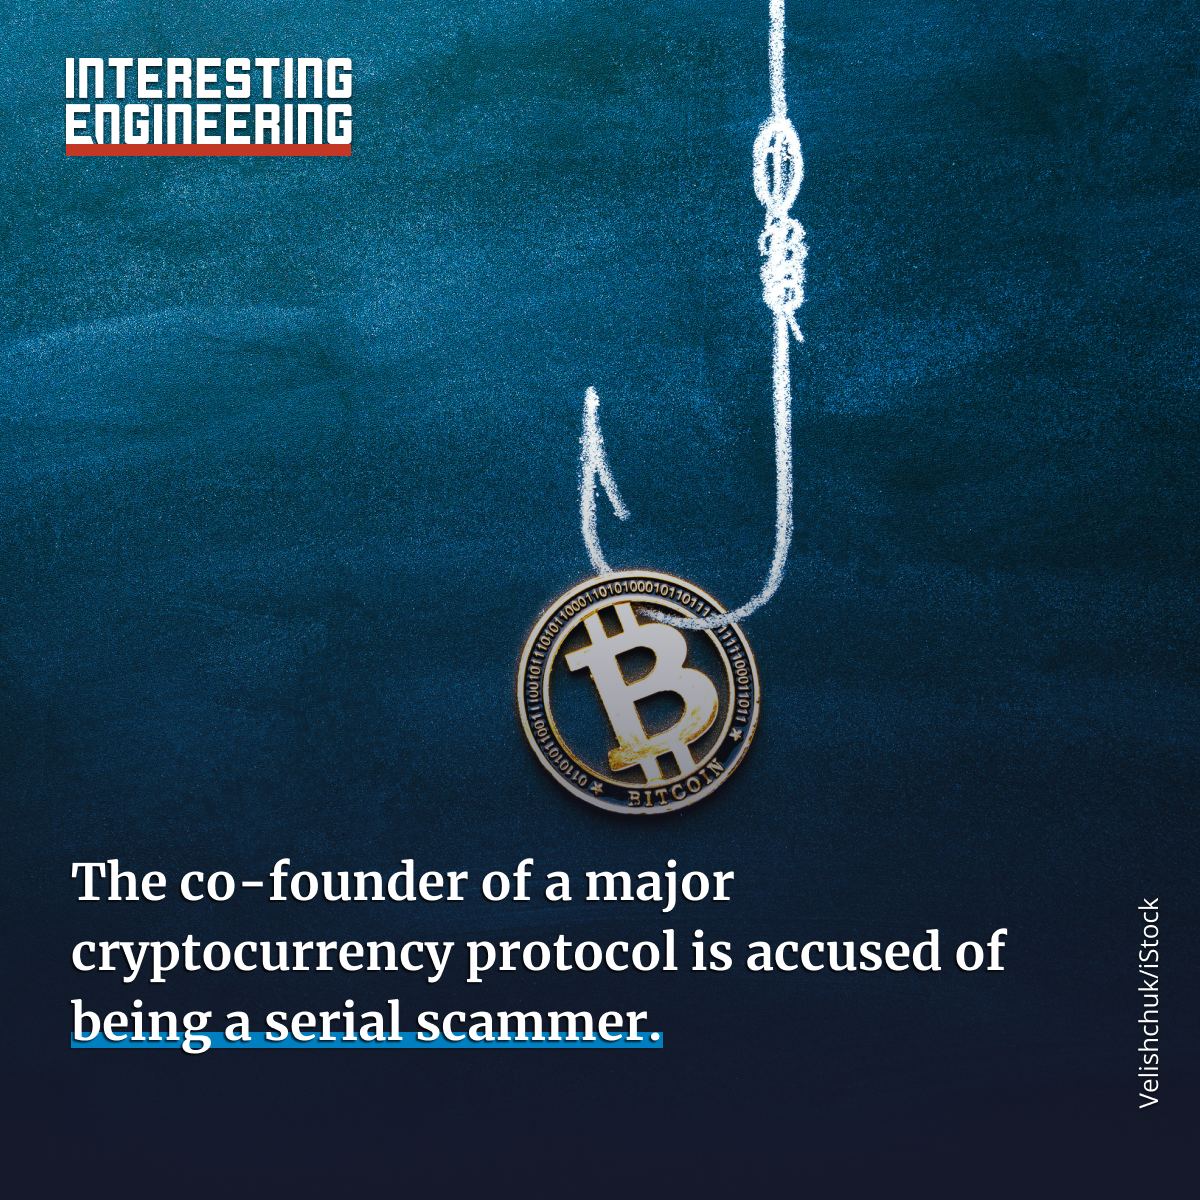 INTERESTING
ENGINEERING
BITCOIN
The co-founder of a major
cryptocurrency protocol is accused of
being a serial scammer.
Velishchuk/iStock